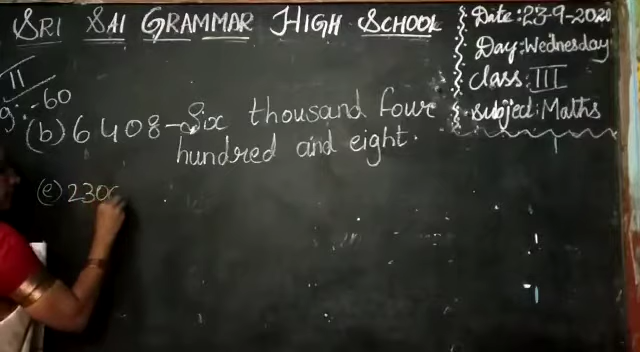 SRI SAI GRAMMAR HIGH SCHOOL
Date:23-9-2020
Day:Wednesday
class:III
subject:Maths
II
9:-60
(b) 6408-Six thousand four
hundred and eight.
(e) 230